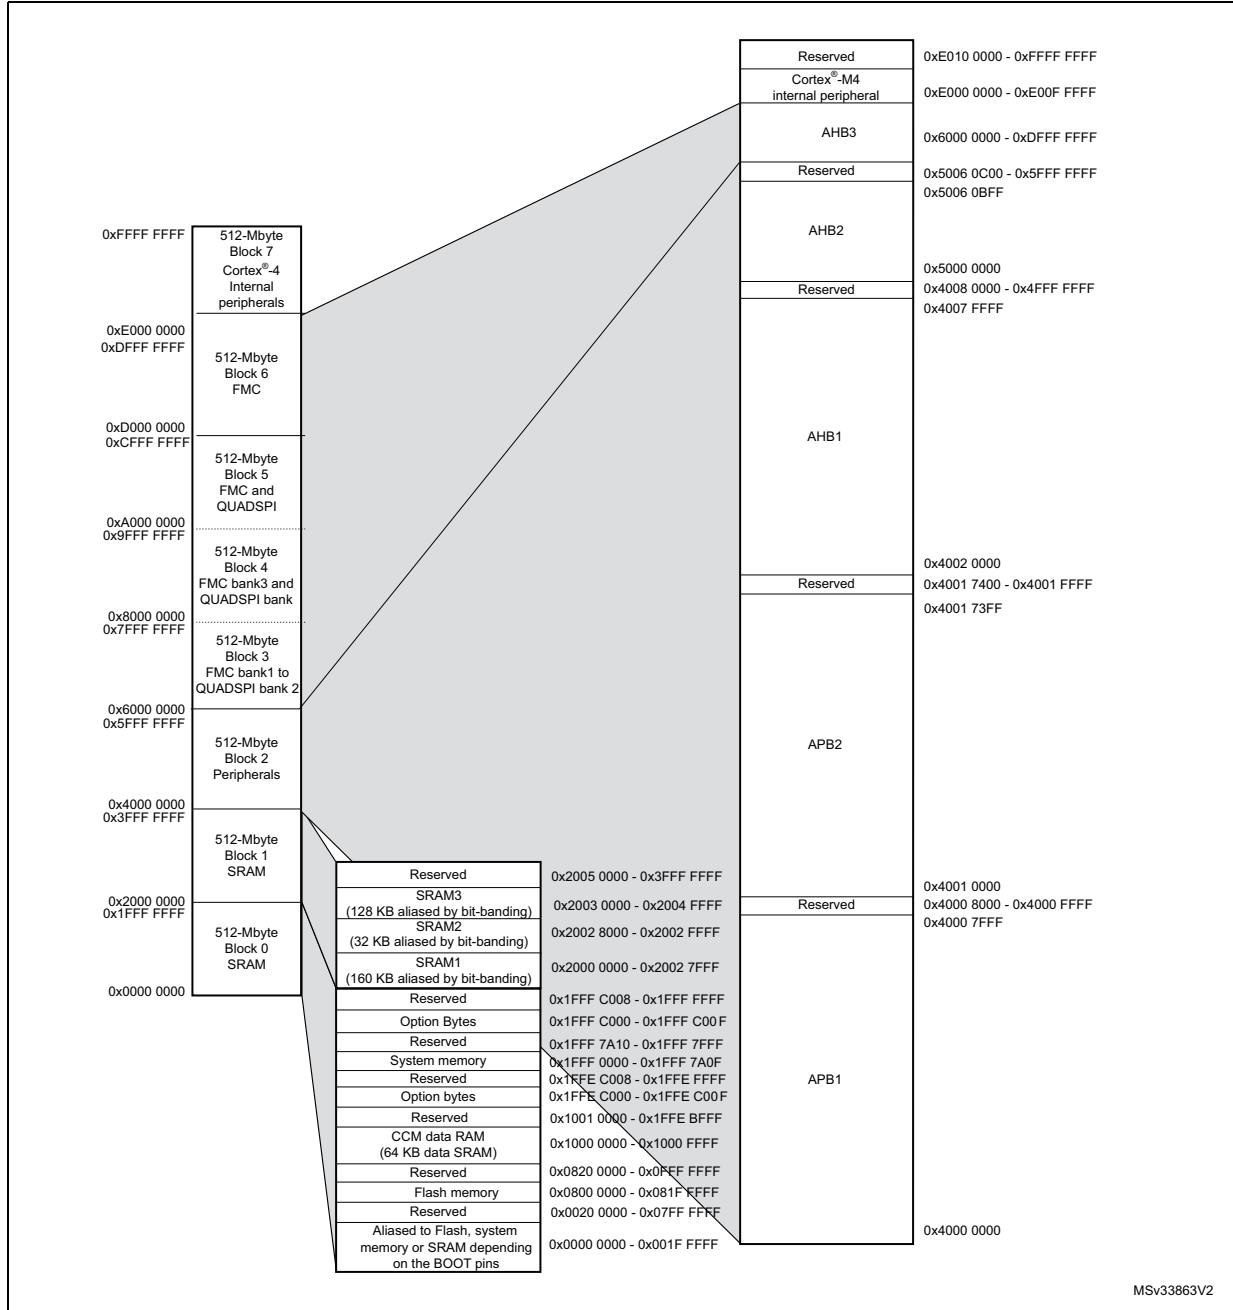 Reserved 0xE010 0000 - 0xFFFF FFFF
Cortex®-M4
internal peripheral 0xE000 0000 - 0xE00F FFFF
AHB3 0x6000 0000 - 0xDFFF FFFF
Reserved 0x5006 0C00 - 0x5FFF FFFF
0x5006 0BFF
AHB2
0x5000 0000
Reserved 0x4008 0000 - 0x4FFF FFFF
0x4007 FFFF
AHB1
0x4002 0000
Reserved 0x4001 7400 - 0x4001 FFFF
0x4001 73FF
APB2
0x4001 0000
Reserved 0x4000 8000 - 0x4000 FFFF
0x4000 7FFF
APB1
0x4000 0000
0xFFFF FFFF
512-Mbyte
Block 7
Cortex®-4
Internal
peripherals
0xE000 0000
0xDFFF FFFF
512-Mbyte
Block 6
FMC
0xD000 0000
0xCFFF FFFF
512-Mbyte
Block 5
FMC and
QUADSPI
0xA000 0000
0x9FFF FFFF
512-Mbyte
Block 4
FMC bank3 and
QUADSPI bank
0x8000 0000
0x7FFF FFFF
512-Mbyte
Block 3
FMC bank1 to
QUADSPI bank 2
0x6000 0000
0x5FFF FFFF
512-Mbyte
Block 2
Peripherals
0x4000 0000
0x3FFF FFFF
512-Mbyte
Block 1
SRAM
0x2000 0000
0x1FFF FFFF
512-Mbyte
Block 0
SRAM
0x0000 0000
Reserved 0x2005 0000 - 0x3FFF FFFF
SRAM3
(128 KB aliased by bit-banding) 0x2003 0000 - 0x2004 FFFF
SRAM2
(32 KB aliased by bit-banding) 0x2002 8000 - 0x2002 FFFF
SRAM1
(160 KB aliased by bit-banding) 0x2000 0000 - 0x2002 7FFF
Reserved 0x1FFF C008 - 0x1FFF FFFF
Option Bytes 0x1FFF C000 - 0x1FFF C00F
Reserved 0x1FFF 7A10 - 0x1FFF 7FFF
System memory 0x1FFF 0000 - 0x1FFF 7A0F
Reserved 0x1FFE C008 - 0x1FFE FFFF
Option bytes 0x1FFE C000 - 0x1FFE C00F
Reserved 0x1001 0000 - 0x1FFE BFFF
CCM data RAM
(64 KB data SRAM) 0x1000 0000 - 0x1000 FFFF
Reserved 0x0820 0000 - 0x0FFF FFFF
Flash memory 0x0800 0000 - 0x081F FFFF
Reserved 0x0020 0000 - 0x07FF FFFF
Aliased to Flash, system
memory or SRAM depending 0x0000 0000 - 0x001F FFFF
on the BOOT pins
MSv33863V2